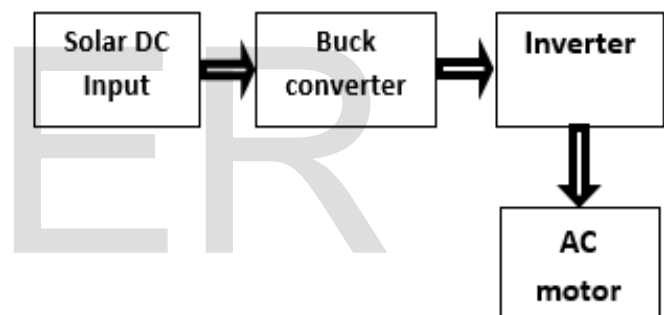 Solar DC
Input
Buck
converter
Inverter
AC
motor
ER